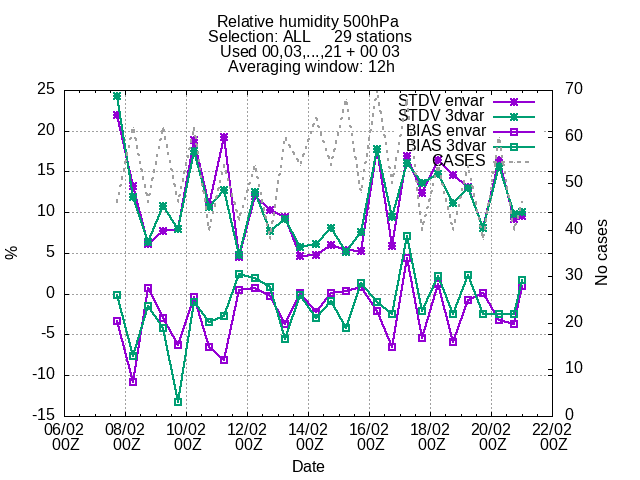 Relative humidity 500hPa
Selection: ALL 29 stations
Used 00,03,...,21 + 00 03
Averaging window: 12h
STDV envar
STDV 3dvar
BIAS envar
BIAS 3dvar
CASES
25
20
15
10
5
0
-5
-10
-15
70
60
50
40
30
20
10
0
%
No cases
06/02 08/02 10/02 12/02 14/02 16/02 18/02 20/02 22/02
00Z 00Z 00Z 00Z 00Z 00Z 00Z 00Z 00Z
Date